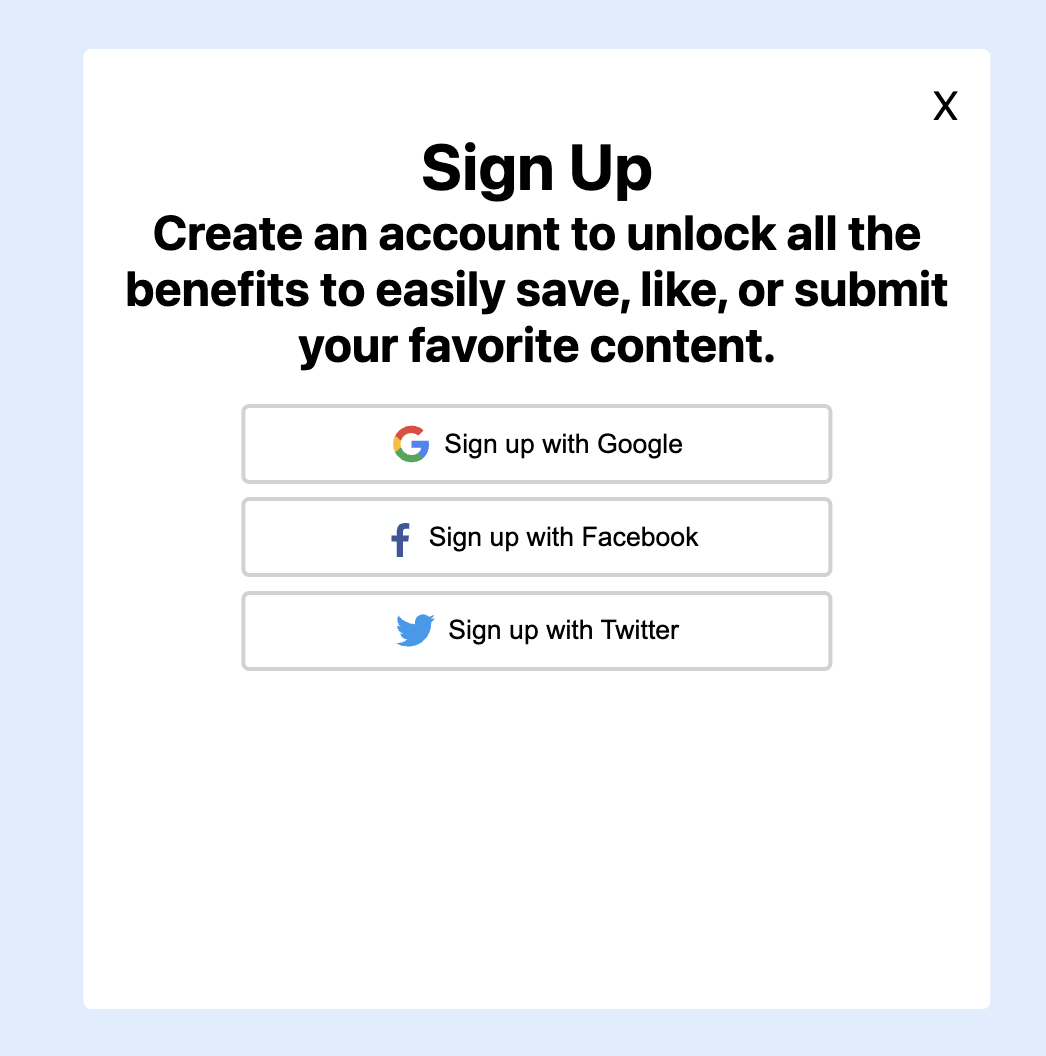 X
Sign Up
Create an account to unlock all the
benefits to easily save, like, or submit
your favorite content.
Sign up with Google
Sign up with Facebook
Sign up with Twitter